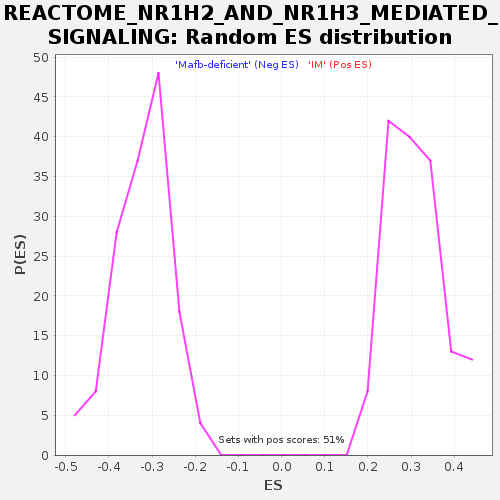 REACTOME_NR1H2_AND_NR1H3_MEDIATED_
SIGNALING: Random ES distribution
'Mafb-deficient' (Neg ES) 'IM' (Pos ES)
50
45
40
35
30
25
20
15
10
5
0
P(ES)
Sets with pos scores: 51%
-0.5 -0.4 -0.3 -0.2 -0.1 0.0 0.1 0.2 0.3 0.4
ES